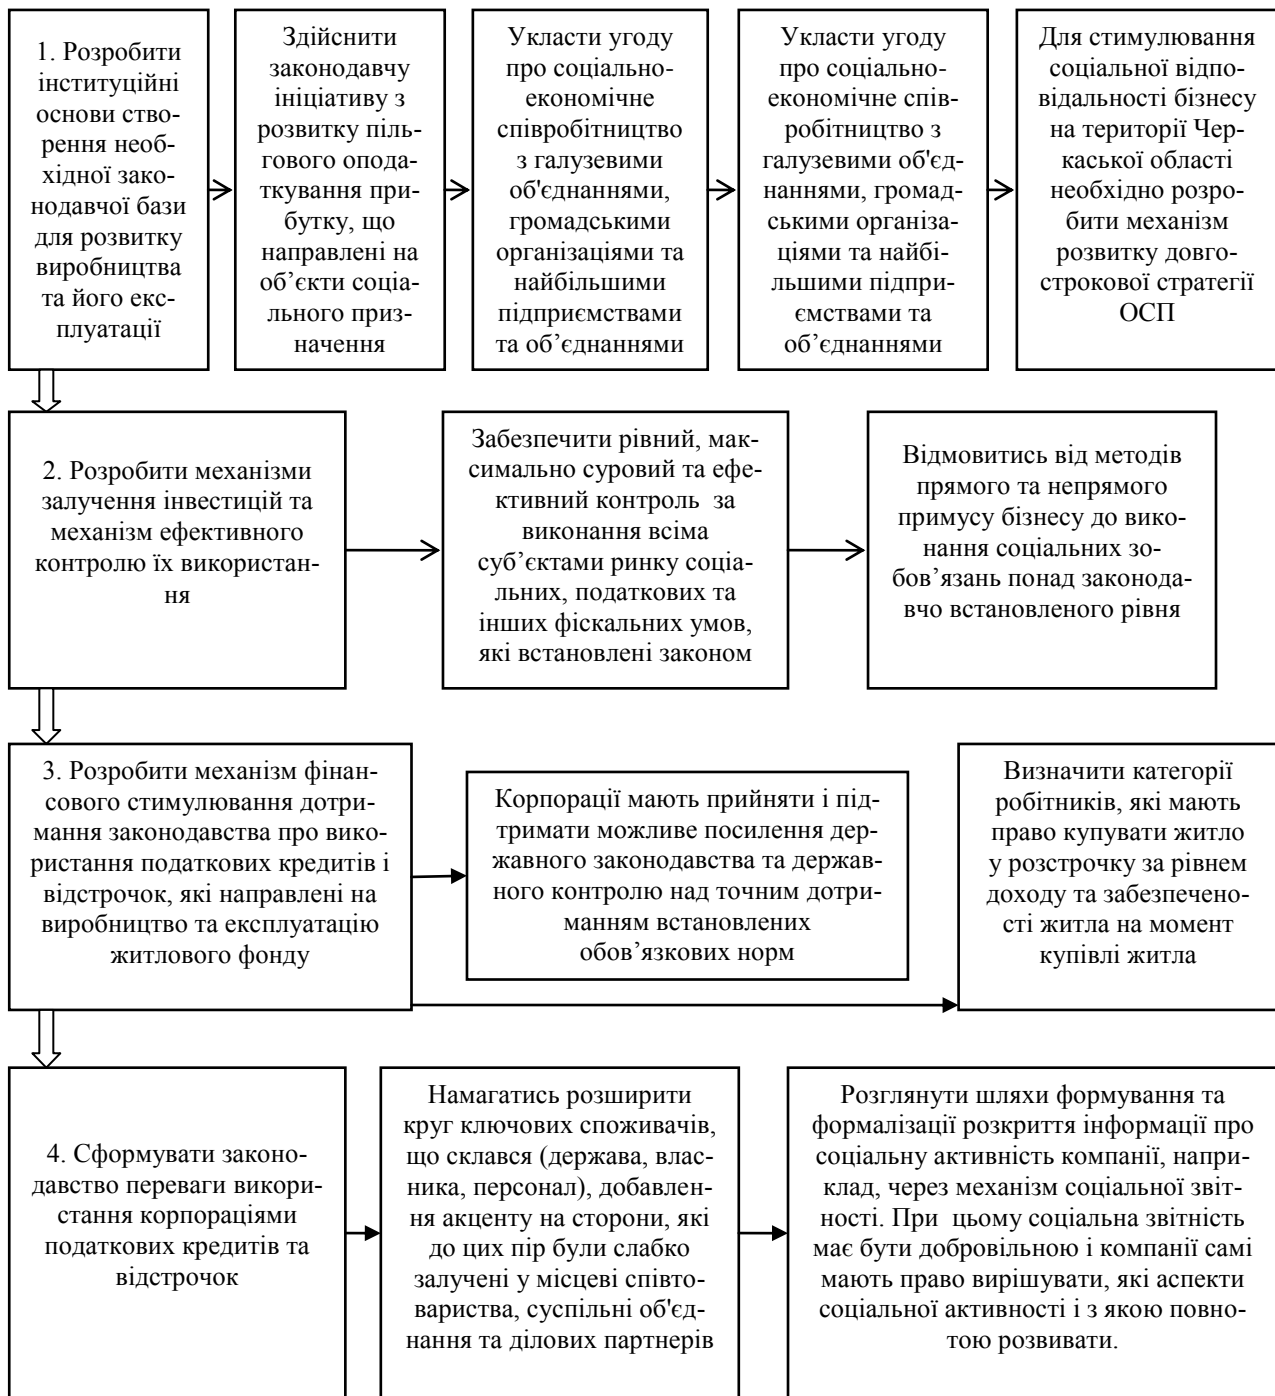 1. Розробити
інституційні
основи ство-
рення необ-
хідної зако-
нодавчої бази
для розвитку
виробництва
та його екс-
плуатації
Здійснити
законодавчу
ініціативу з
розвитку піль-
гового опода-
ткування при-
бутку, що
направлені на
об’єкти соціа-
льного приз-
начення
Укласти угоду
про соціально-
економічне
співробітництво
з галузевими
об'єднаннями,
громадськими
організаціями та
найбільшими
підприємствами
та об’єднаннями
Укласти угоду
про соціально-
економічне спів-
робітництво з
галузевими об'єд-
наннями, громад-
ськими організа-
ціями та найбі-
льшими підпри-
ємствами та
об’єднаннями
Для стимулювання
соціальної відпо-
відальності бізнесу
на території Чер-
каської області
необхідно розро-
бити механізм
розвитку довго-
строкової стратегії
ОСП
2. Розробити механізми
залучення інвестицій та
механізм ефективного
контролю їх використан-
ня
Забезпечити рівний, мак-
симально суровий та ефе-
ективний контроль за
виконання всіма
суб’єктами ринку соціа-
льних, податкових та
інших фіскальних умов,
які встановлені законом
Відмовитись від методів
прямого та непрямого
примусу бізнесу до вико-
нання соціальних зо-
бов’язань понад законода-
вчо встановленого рівня
3. Розробити механізм фінан-
сового стимулювання дотри-
мання законодавства про вико-
ристання податкових кредитів і
відстрочок, які направлені на
виробництво та експлуатацію
житлового фонду
Корпорації мають прийняти і під-
тримати можливе посилення дер-
жавного законодавства та держав-
ного контролю над точним дотри-
манням встановлених
обов’язкових норм
Визначити категорії
робітників, які мають
право купувати житло
у розстрочку за рівнем
доходу та забезпечено-
сті житла на момент
купівлі житла
4. Сформувати законо-
давство переваги викори-
стання корпораціями
податкових кредитів та
відстрочок
Намагатись розширити
круг ключових споживачів,
що склався (держава, влас-
ника, персонал), добавлен-
ня акценту на сторони, які
до цих пір були слабко
залучені у місцеві співто-
вариства, суспільні об'єд-
нання та ділових партнерів
Розглянути шляхи формування та
формалізації розкриття інформації про
соціальну активність компанії, напри-
клад, через механізм соціальної звіт-
ності. При цьому соціальна звітність
має бути добровільною і компанії самі
мають право вирішувати, які аспекти
соціальної активності і з якою повно-
тою розвивати.